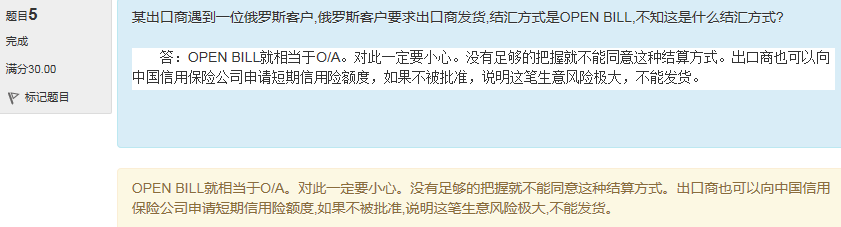 题目5
完成
满分30.00
标记题目
某出口商遇到一位俄罗斯客户,俄罗斯客户要求出口商发货,结汇方式是OPEN BILL,不知这是什么结汇方式?
答：OPEN BILL就相当于O/A。对此一定要小心。没有足够的把握就不能同意这种结算方式。出口商也可以向
中国信用保险公司申请短期信用险额度，如果不被批准，说明这笔生意风险极大，不能发货。
OPEN BILL就相当于O/A。对此一定要小心。没有足够的把握就不能同意这种结算方式。出口商也可以向中国信用
保险公司申请短期信用险额度,如果不被批准,说明这笔生意风险极大,不能发货。